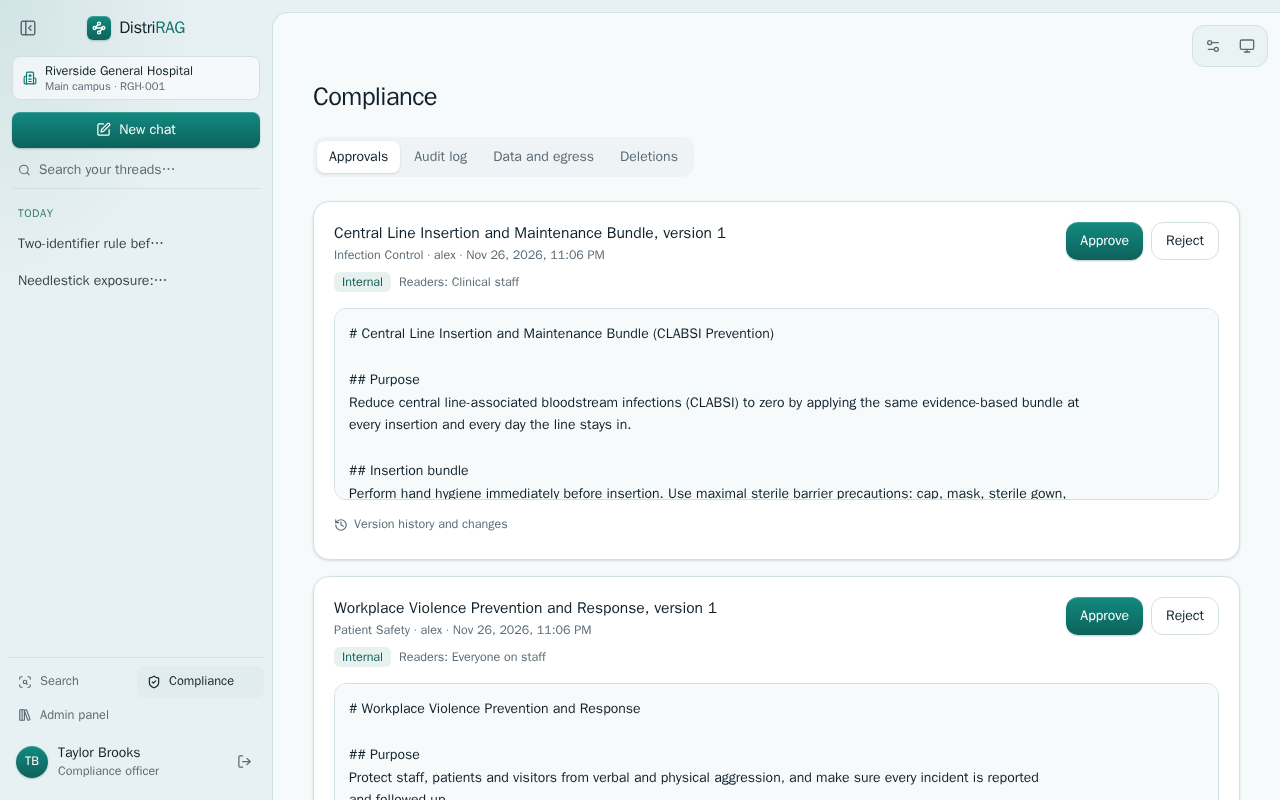 DistriRAG
Riverside General Hospital
Main campus · RGH-001
New chat
Search your threads···
TODAY
Two-identifier rule bef···
Needlestick exposure:···
Search
Compliance
Admin panel
TB
Taylor Brooks
Compliance officer
Compliance
Approvals
Audit log
Data and egress
Deletions
Central Line Insertion and Maintenance Bundle, version 1
Infection Control · alex · Nov 26, 2026, 11:06 PM
Internal
Readers: Clinical staff
Approve
Reject
# Central Line Insertion and Maintenance Bundle (CLABSI Prevention)
## Purpose
Reduce central line-associated bloodstream infections (CLABSI) to zero by applying the same evidence-based bundle at
every insertion and every day the line stays in.
## Insertion bundle
Perform hand hygiene immediately before insertion. Use maximal sterile barrier precautions: cap, mask, sterile gown,
Version history and changes
Workplace Violence Prevention and Response, version 1
Patient Safety · alex · Nov 26, 2026, 11:06 PM
Internal
Readers: Everyone on staff
Approve
Reject
# Workplace Violence Prevention and Response
## Purpose
Protect staff, patients and visitors from verbal and physical aggression, and make sure every incident is reported
and followed up.